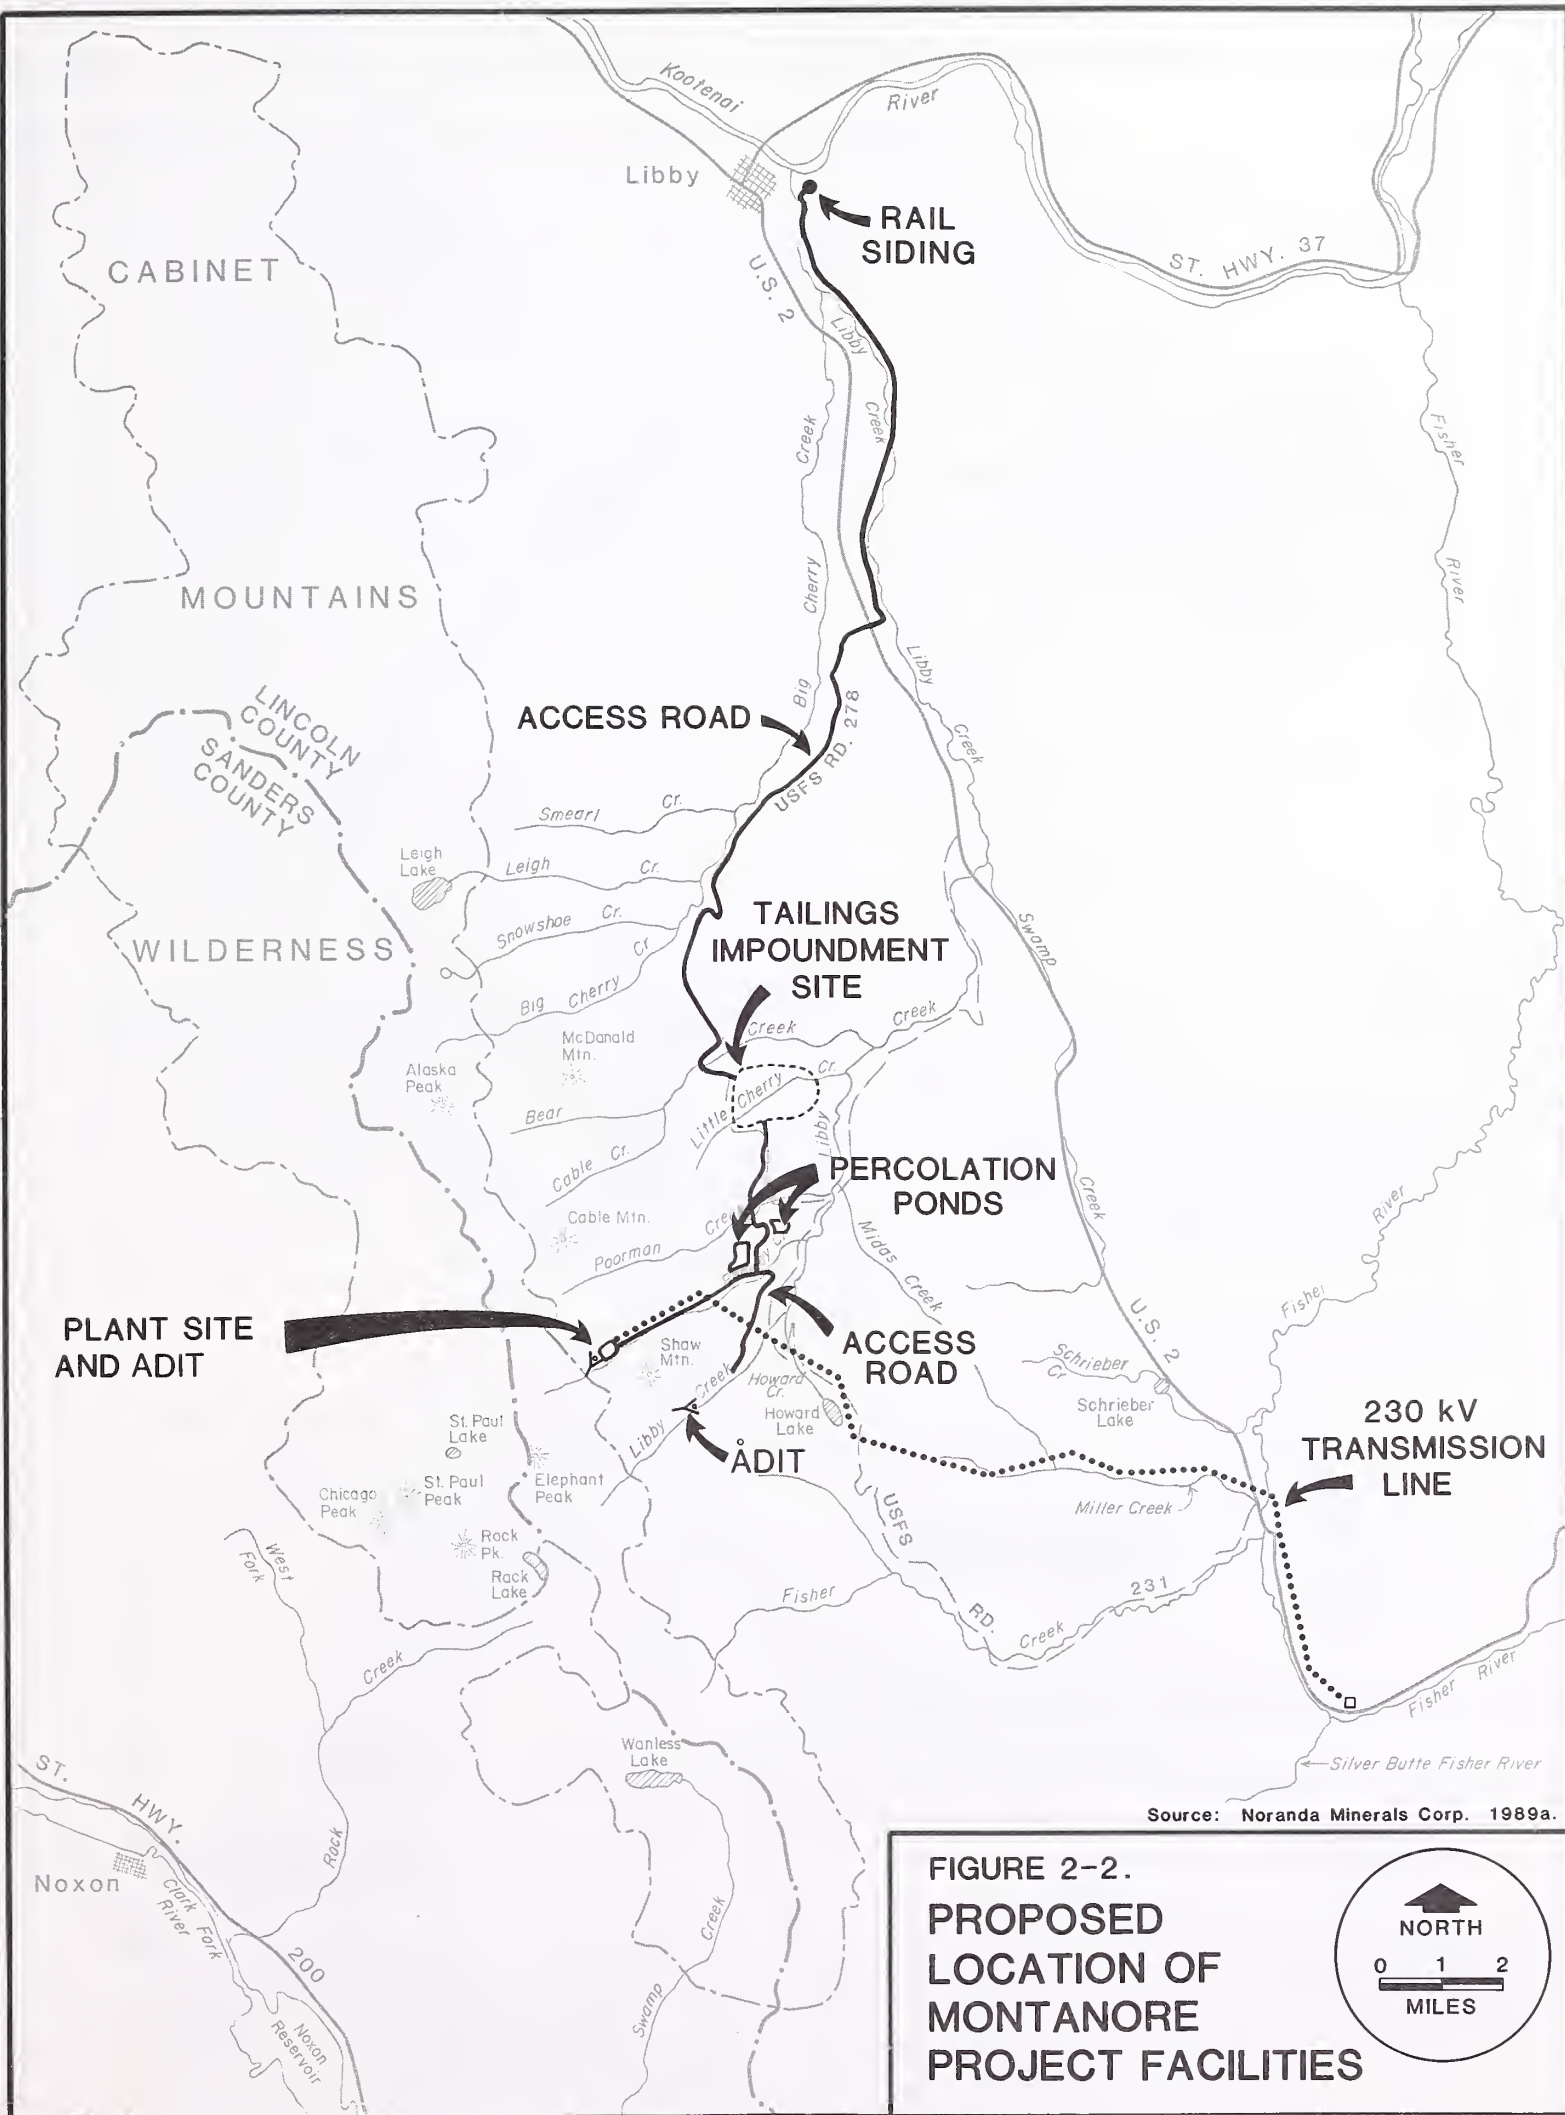 Kootenai
River
Libby
RAIL
SIDING
ST. HWY. 37
CABINET
U.S. 2
Libby
Creek
Creek
Fisher
Cherry
River
MOUNTAINS
Libby
Big
LINCOLN
COUNTY
SANDERS
COUNTY
ACCESS ROAD
USFS RD. 278
Creek
Smearl Cr.
Leigh
Lake
Leigh Cr.
TAILINGS
IMPOUNDMENT
SITE
Snowshoe Cr.
Swamp
WILDERNESS
Big Cherry Cr
Creek
Creek
McDonald
Mtn.
Alaska
Peak
Little Cherry Cr.
Bear
Libby
Cable Cr.
PERCOLATION
PONDS
Creek
River
Cable Mtn.
Poorman
Midas Creek
Fisher
PLANT SITE
AND ADIT
U.S. 2
Shaw
Mtn.
ACCESS
ROAD
Schrieber
Cr
Howard
Cr.
Creek
Libby
Howard
Lake
Schrieber
Lake
St. Paul
Lake
230 kV
TRANSMISSION
LINE
ADIT
St. Paul
Peak
Elephant
Peak
Chicago
Peak
Miller Creek
USFS
RD.
231
Rock
Pk.
Rock
Lake
West
Fork
Fisher
Creek
Creek
Fisher River
Wanless
Lake
Silver Butte Fisher River
ST.
HWY.
200
Rock
Noxon
Clark Fork
River
Creek
Swamp
Noxon
Reservoir
Source: Noranda Minerals Corp. 1989a.
FIGURE 2-2.
PROPOSED
LOCATION OF
MONTANORE
PROJECT FACILITIES
NORTH
0 1 2
MILES